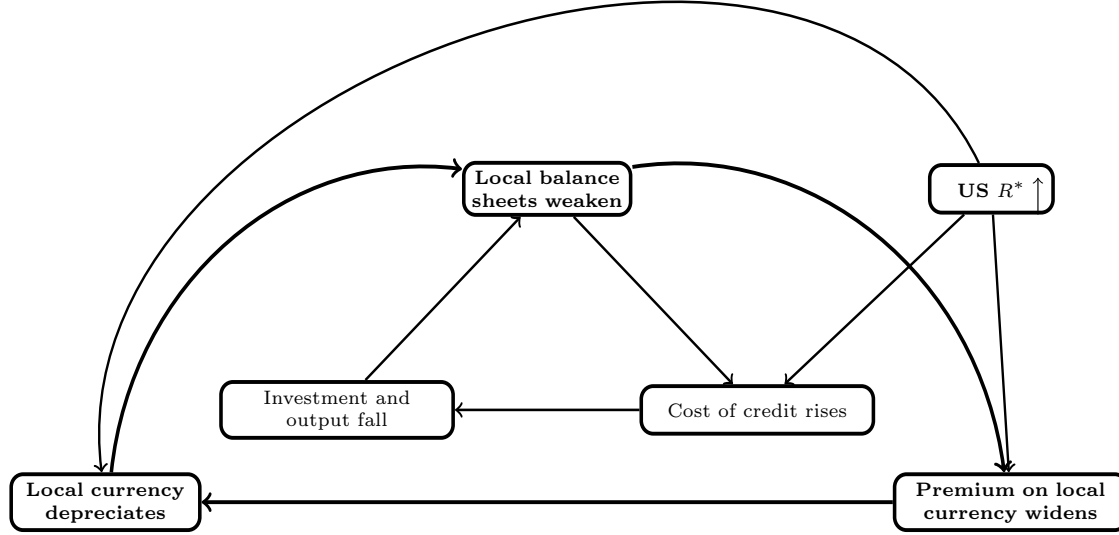 Local balance
sheets weaken
US R* ↑
Investment and
output fall
Cost of credit rises
Local currency
depreciates
Premium on local
currency widens